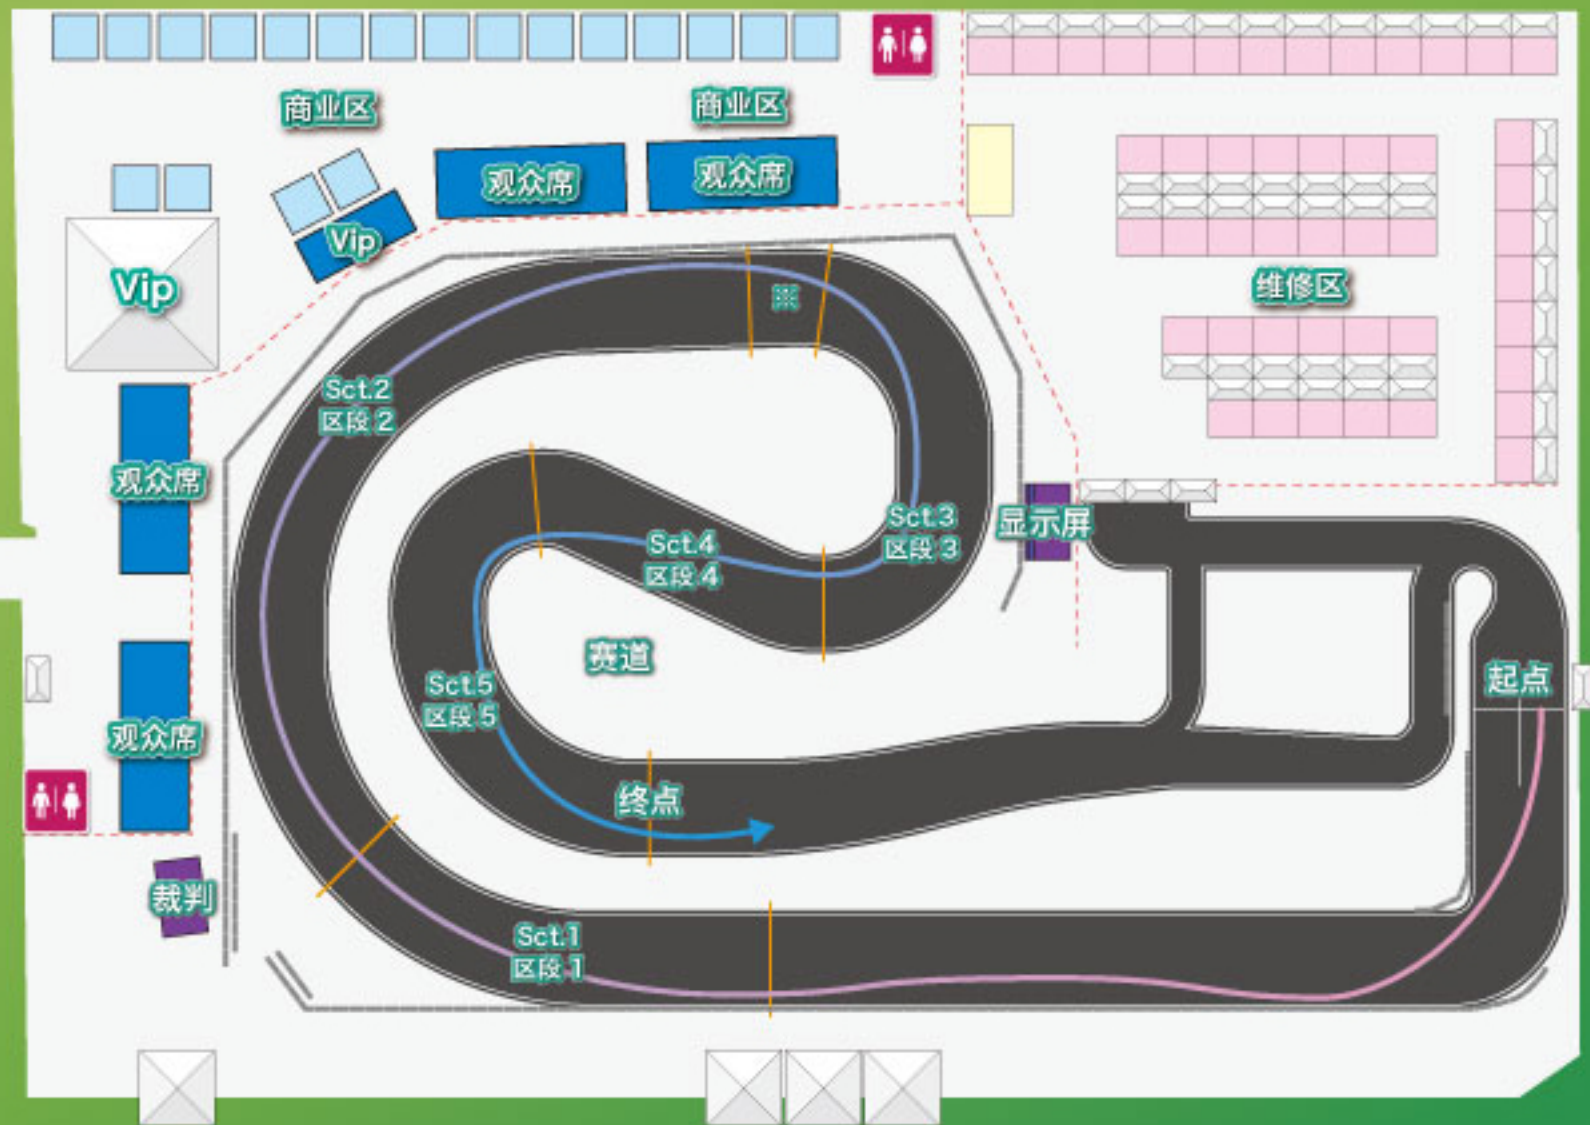 商业区
商业区
观众席
观众席
Vip
Vip
维修区
※
Sct.2
区段 2
观众席
Sct.3
区段 3
显示屏
Sct.4
区段 4
赛道
起点
Sct.5
区段 5
观众席
终点
裁判
Sct.1
区段 1